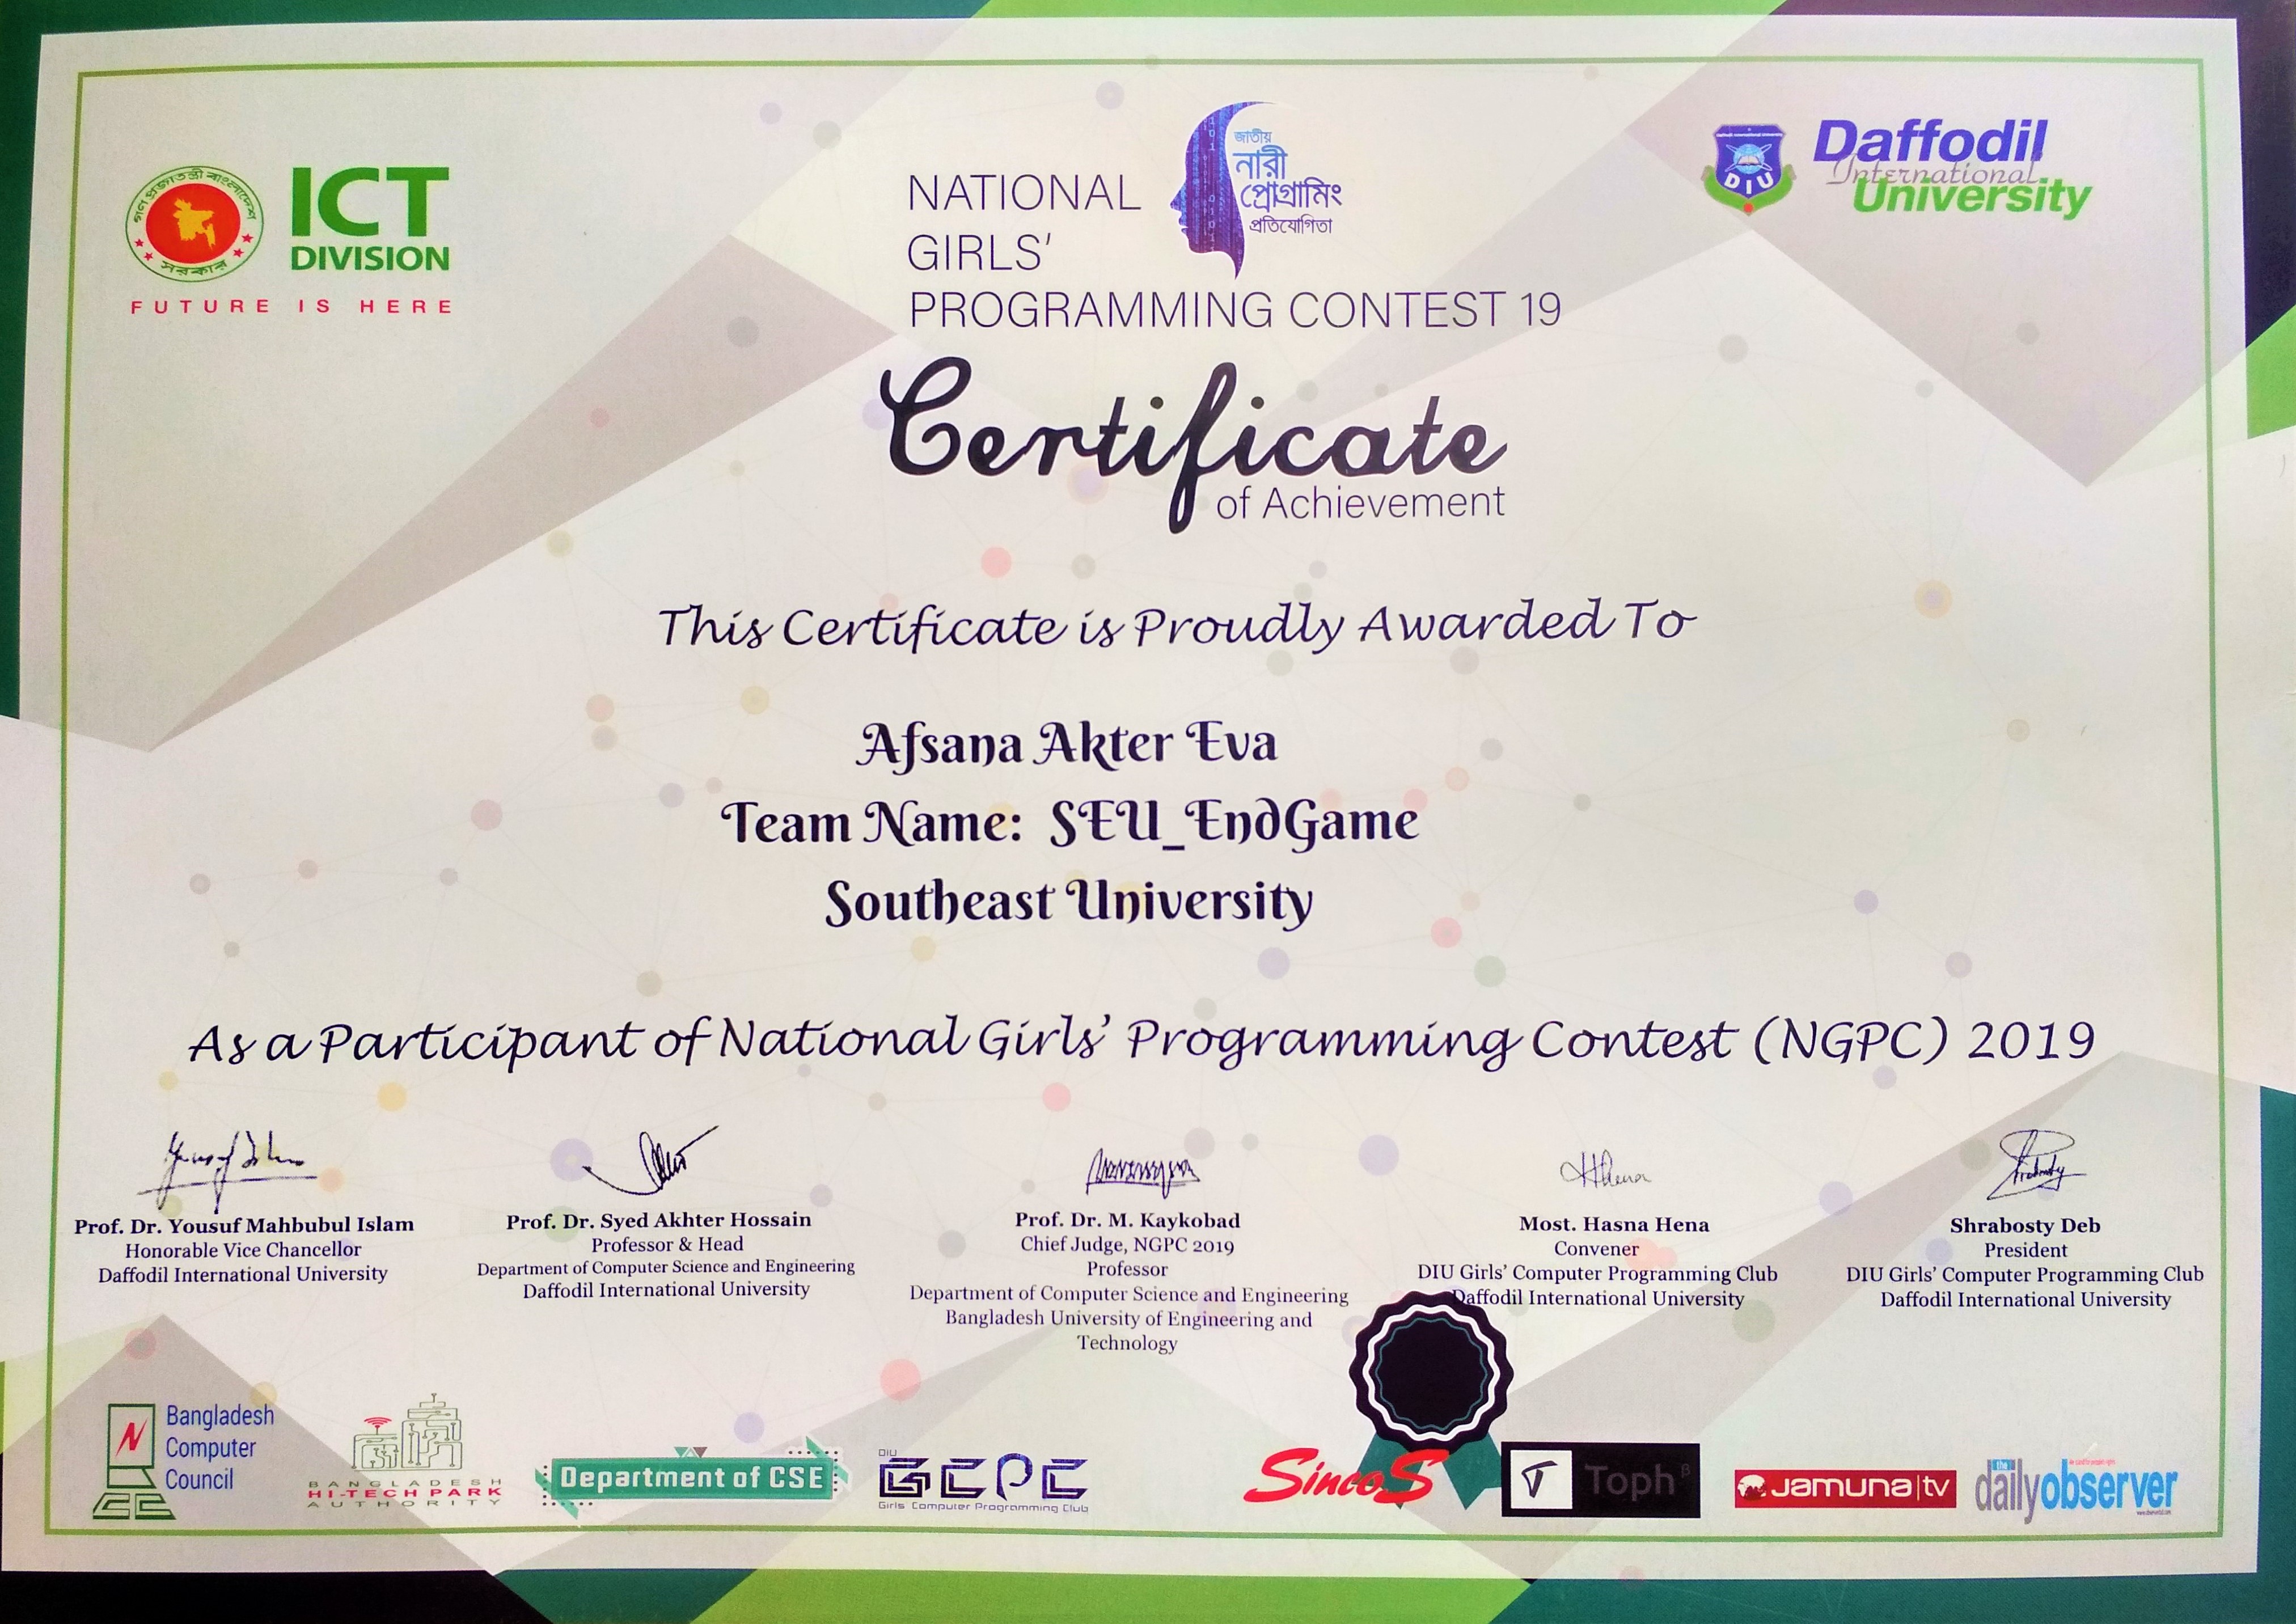 গণপ্রজাতন্ত্রী বাংলাদেশ
সরকার
ICT
DIVISION
FUTURE IS HERE
NATIONAL
GIRLS'
PROGRAMMING CONTEST 19
জাতীয়
নারী
প্রোগ্রামিং
প্রতিযোগিতা
DIU
Daffodil
International
University
Certificate
of Achievement
This Certificate is Proudly Awarded To
Afsana Akter Eva
Team Name: SEU_EndGame
Southeast University
As a Participant of National Girls' Programming Contest (NGPC) 2019
Prof. Dr. Yousuf Mahbubul Islam
Honorable Vice Chancellor
Daffodil International University
Prof. Dr. Syed Akhter Hossain
Professor & Head
Department of Computer Science and Engineering
Daffodil International University
Prof. Dr. M. Kaykobad
Chief Judge, NGPC 2019
Professor
Department of Computer Science and Engineering
Bangladesh University of Engineering and
Technology
Most. Hasna Hena
Convener
DIU Girls' Computer Programming Club
Daffodil International University
Shrabosty Deb
President
DIU Girls' Computer Programming Club
Daffodil International University
Bangladesh
Computer
Council
BANGLADESH
HI-TECH PARK
AUTHORITY
Department of CSE
DIU
GCPC
Girls Computer Programming Club
SincoS
Toph β
Jamuna|tv
the
dailyobserver